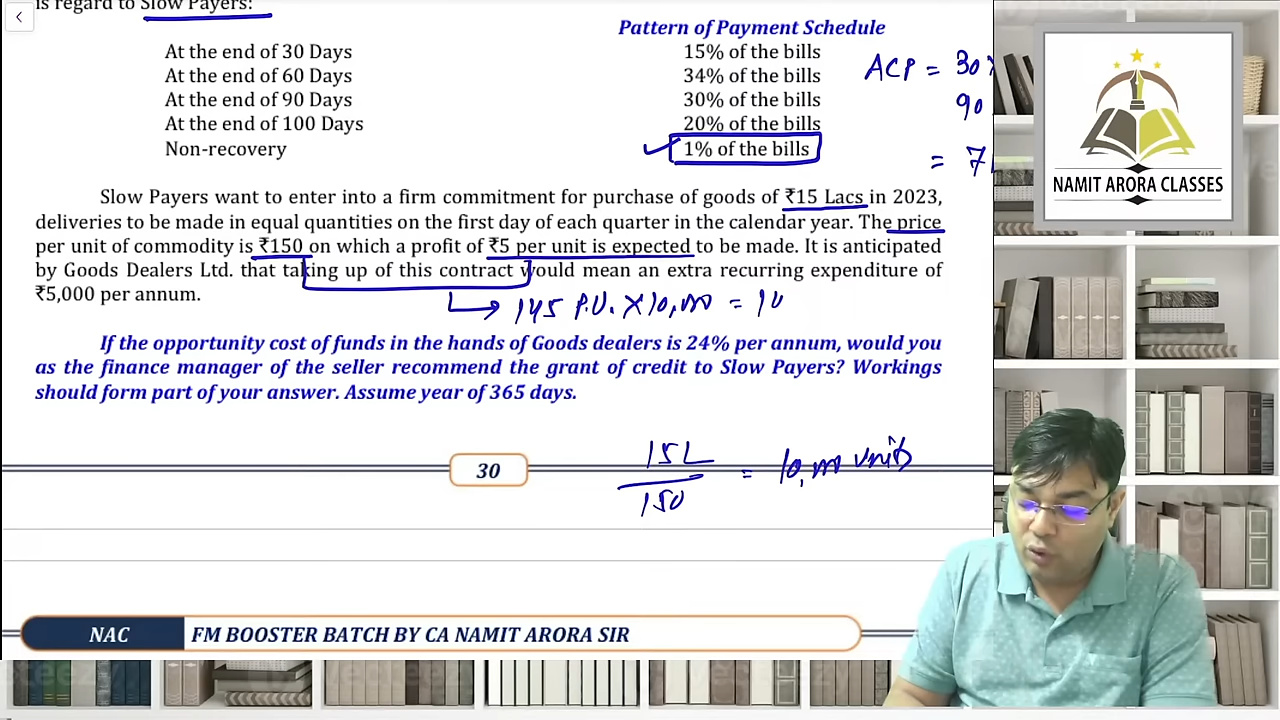 is regard to Slow Payers:
Pattern of Payment Schedule
At the end of 30 Days 15% of the bills
At the end of 60 Days 34% of the bills
At the end of 90 Days 30% of the bills
At the end of 100 Days 20% of the bills
Non-recovery 1% of the bills
ACP = 30
90
= 71
NAMIT ARORA CLASSES
Slow Payers want to enter into a firm commitment for purchase of goods of ₹15 Lacs in 2023,
deliveries to be made in equal quantities on the first day of each quarter in the calendar year. The price
per unit of commodity is ₹150 on which a profit of ₹5 per unit is expected to be made. It is anticipated
by Goods Dealers Ltd. that taking up of this contract would mean an extra recurring expenditure of
₹5,000 per annum.
145 P.U. × 10,000 = 14
If the opportunity cost of funds in the hands of Goods dealers is 24% per annum, would you
as the finance manager of the seller recommend the grant of credit to Slow Payers? Workings
should form part of your answer. Assume year of 365 days.
15L
150
= 10,000 units
30
NAC FM BOOSTER BATCH BY CA NAMIT ARORA SIR